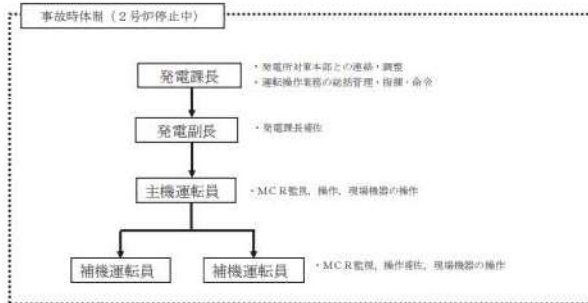 事故時体制（２号炉停止中）
発電課長
・発電所対策本部との連絡・調整
・運転操作業務の総括管理・指揮・命令
発電副長
・発電課長補佐
主機運転員
・ＭＣＲ監視，操作，現場機器の操作
補機運転員
補機運転員
・ＭＣＲ監視，操作補佐，現場機器の操作